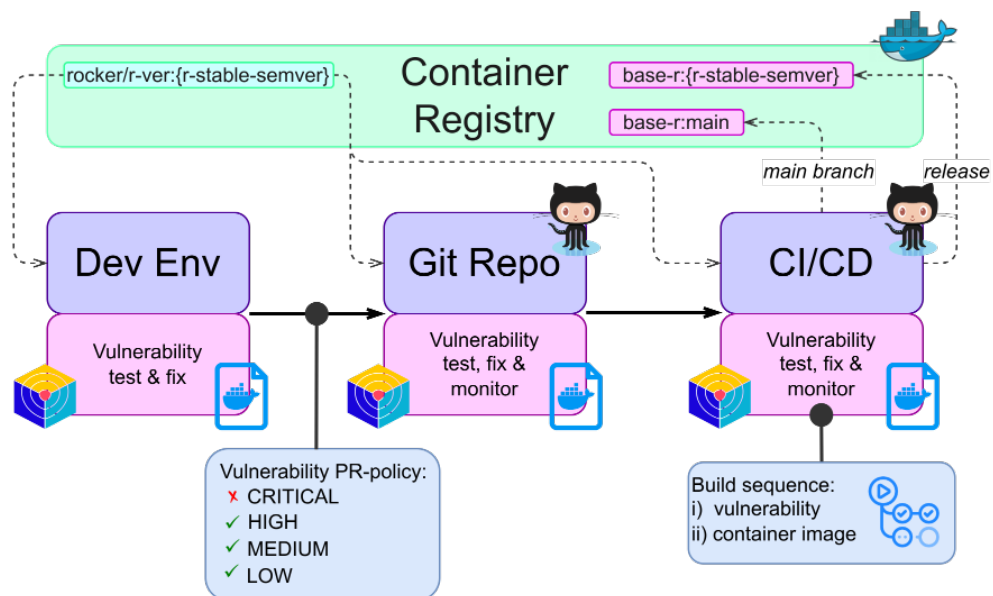 rocker/r-ver:{r-stable-semver}
Container
Registry
base-r:{r-stable-semver}
base-r:main
main branch
release
Dev Env
Git Repo
CI/CD
Vulnerability
test & fix
Vulnerability
test, fix &
monitor
Vulnerability
test, fix &
monitor
Vulnerability PR-policy:
✗ CRITICAL
✓ HIGH
✓ MEDIUM
✓ LOW
Build sequence:
i) vulnerability
ii) container image